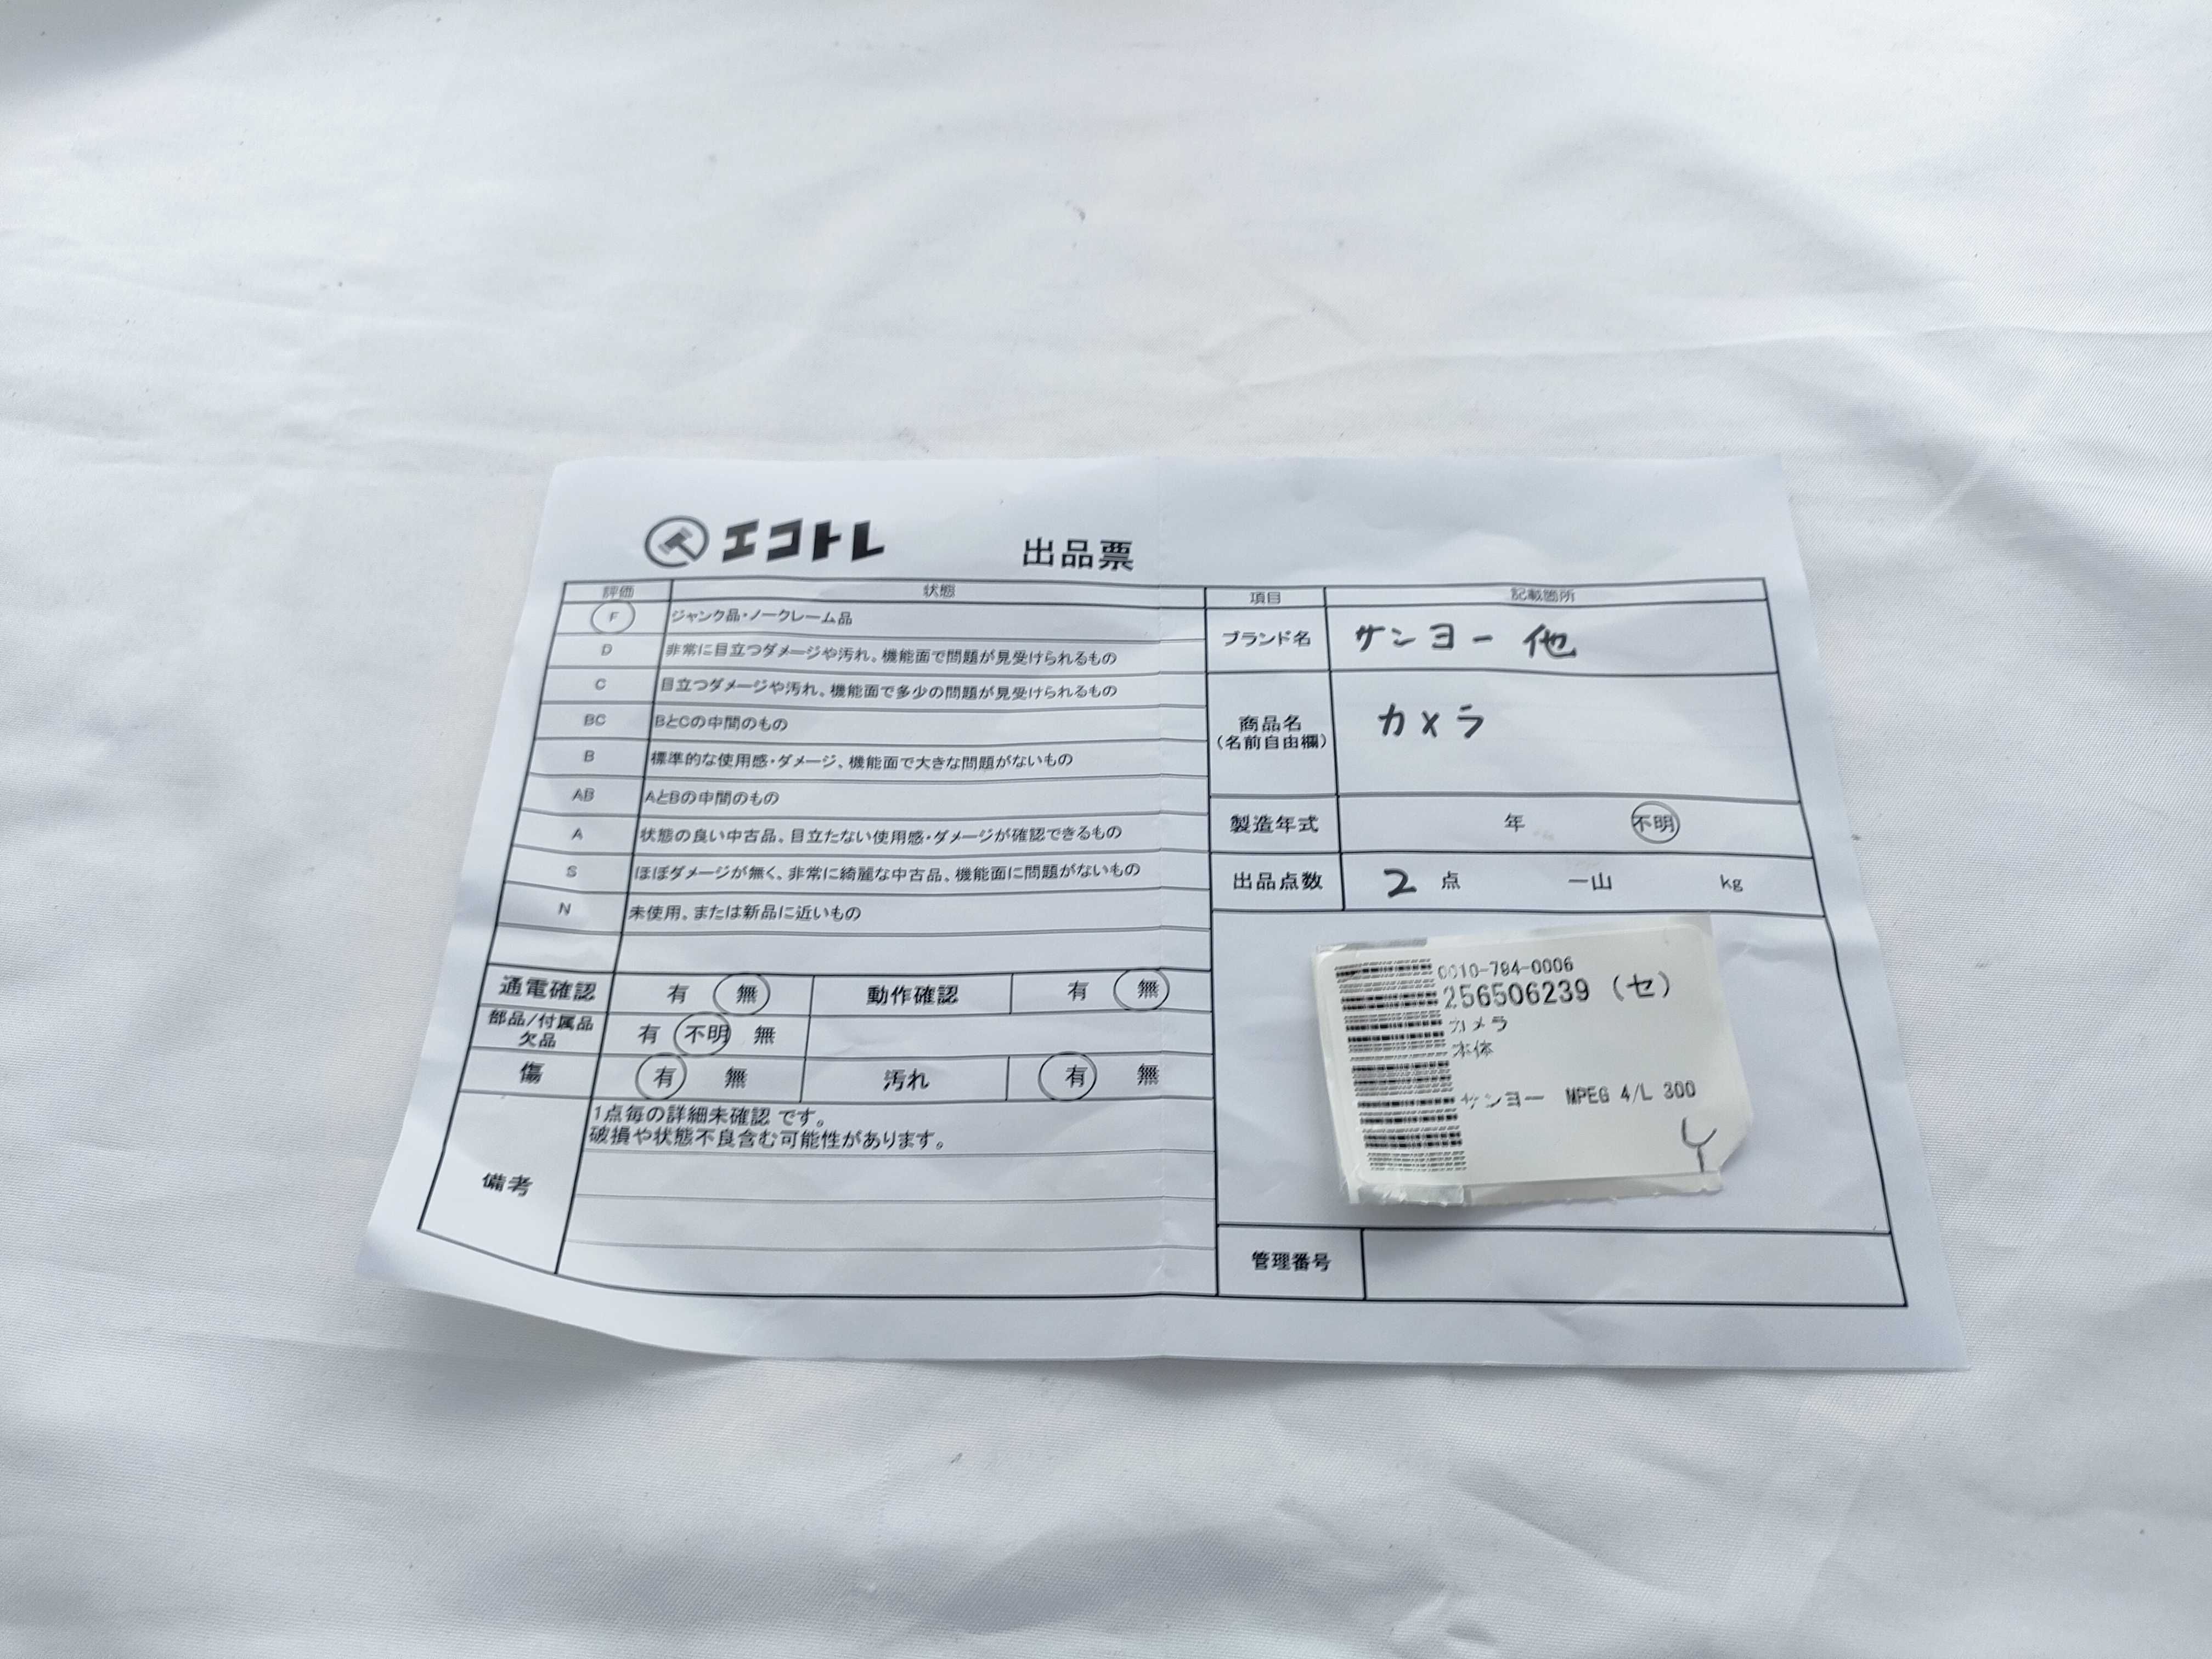 エコトレ 出品票
評価 状態
F ジャンク品・ノークレーム品
D 非常に目立つダメージや汚れ、機能面で問題が見受けられるもの
C 目立つダメージや汚れ、機能面で多少の問題が見受けられるもの
BC BとCの中間のもの
B 標準的な使用感・ダメージ、機能面で大きな問題がないもの
AB AとBの中間のもの
A 状態の良い中古品、目立たない使用感・ダメージが確認できるもの
S ほぼダメージが無く、非常に綺麗な中古品、機能面に問題がないもの
N 未使用、または新品に近いもの
通電確認 有 無 動作確認 有 無
部品/付属品
欠品 有 不明 無
傷 有 無 汚れ 有 無
備考
1点毎の詳細未確認 です。
破損や状態不良含む可能性があります。
項目 記載箇所
ブランド名 サンヨー 他
商品名
(名前自由欄) カメラ
製造年式 年 不明
出品点数 2 点 一山 kg
0010-794-0006
256506239 (セ)
カメラ
本体
サンヨー MPEG 4/L 300
管理番号